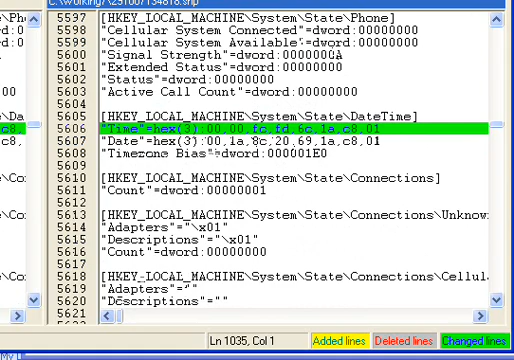 C:\Working7\251007134818.snp
5597 [HKEY_LOCAL_MACHINE\System\State\Phone]
5598 "Cellular System Connected"=dword:00000000
5599 "Cellular System Available"=dword:00000000
5600 "Signal Strength"=dword:0000000A
5601 "Extended Status"=dword:00000000
5602 "Status"=dword:00000000
5603 "Active Call Count"=dword:00000000
5604
5605 [HKEY_LOCAL_MACHINE\System\State\DateTime]
5606 "Time"=hex(3):00,00,fc,fd,6c,1a,c8,01
5607 "Date"=hex(3):00,1a,8c,20,69,1a,c8,01
5608 "Timezone Bias"=dword:000001E0
5609
5610 [HKEY_LOCAL_MACHINE\System\State\Connections]
5611 "Count"=dword:00000001
5612
5613 [HKEY_LOCAL_MACHINE\System\State\Connections\Unknow
5614 "Adapters"="\x01"
5615 "Descriptions"="\x01"
5616 "Count"=dword:00000000
5617
5618 [HKEY_LOCAL_MACHINE\System\State\Connections\Cellul
5619 "Adapters"=""
5620 "Descriptions"=""
5621
Ln 1035, Col 1 Added lines Deleted lines Changed lines